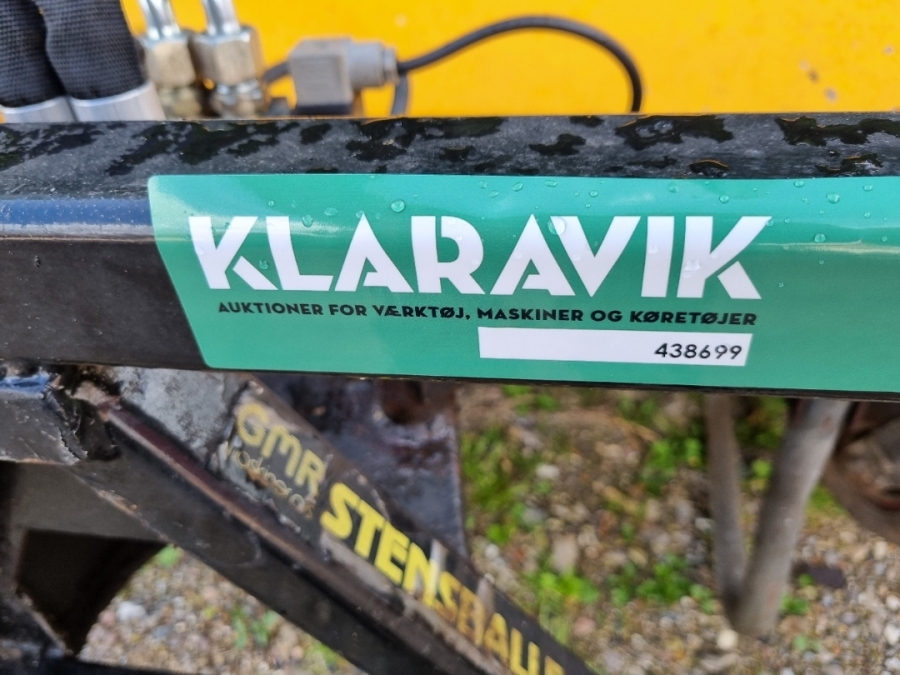 KLARAVIK
AUKTIONER FOR VÆRKTØJ, MASKINER OG KØRETØJER
438699
GMR
STENSBALLE